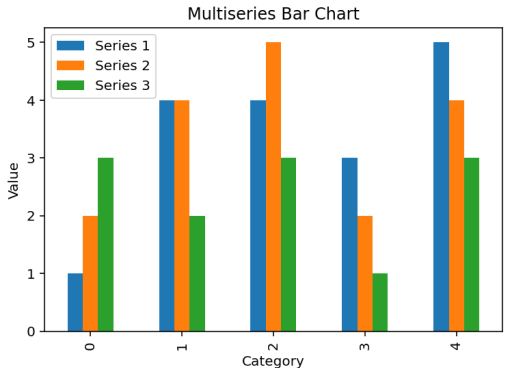 Multiseries Bar Chart
Series 1
Series 2
Series 3
5
4
3
2
1
0
Value
0 1 2 3 4
Category